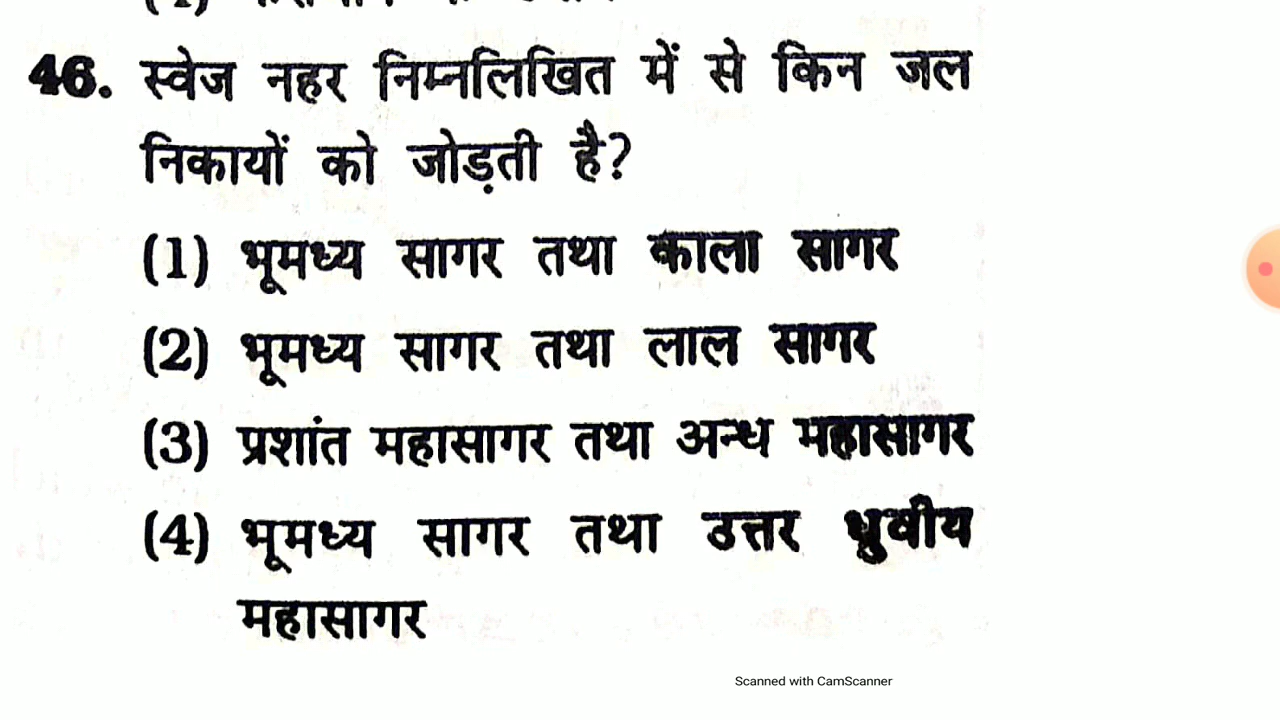 46. स्वेज नहर निम्नलिखित में से किन जल
निकायों को जोड़ती है?
(1) भूमध्य सागर तथा काला सागर
(2) भूमध्य सागर तथा लाल सागर
(3) प्रशांत महासागर तथा अन्ध महासागर
(4) भूमध्य सागर तथा उत्तर ध्रुवीय
महासागर
Scanned with CamScanner